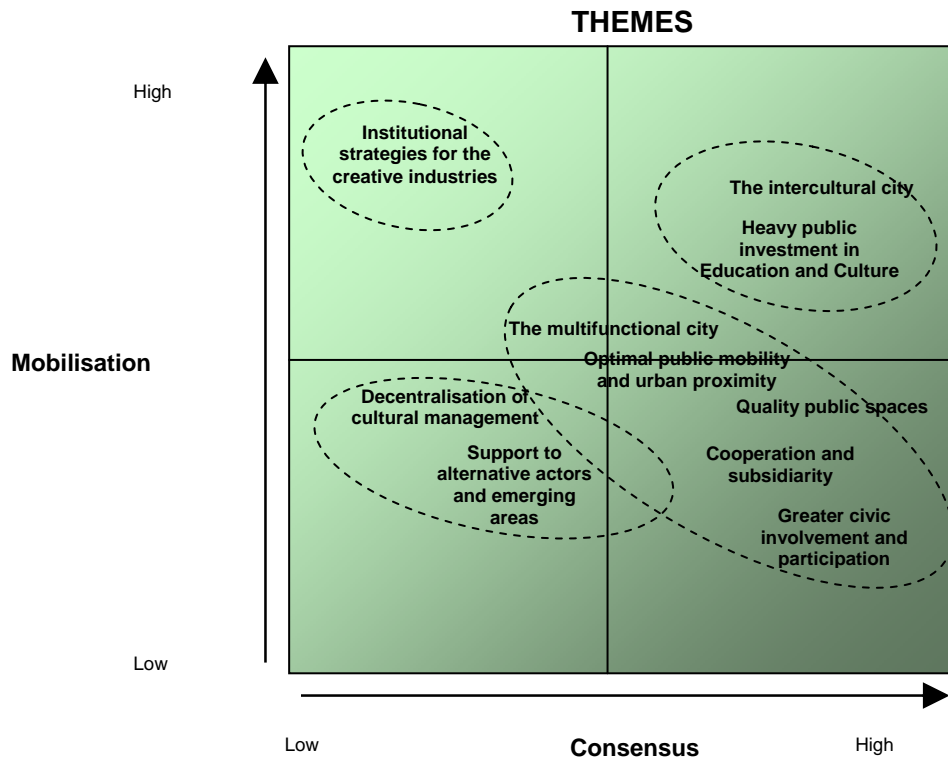 THEMES
High
Institutional
strategies for the
creative industries
The intercultural city
Heavy public
investment in
Education and Culture
The multifunctional city
Mobilisation
Optimal public mobility
and urban proximity
Decentralisation of
cultural management
Quality public spaces
Support to
alternative actors
and emerging
areas
Cooperation and
subsidiarity
Greater civic
involvement and
participation
Low
Low
Consensus
High